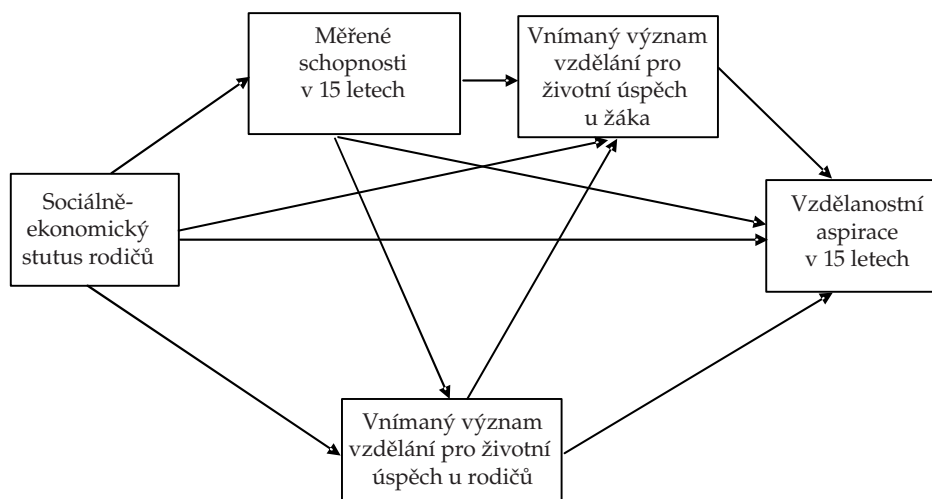 Měřené
schopnosti
v 15 letech
Vnímaný význam
vzdělání pro
životní úspěch
u žáka
Sociálně-
ekonomický
stutus rodičů
Vzdělanostní
aspirace
v 15 letech
Vnímaný význam
vzdělání pro životní
úspěch u rodičů